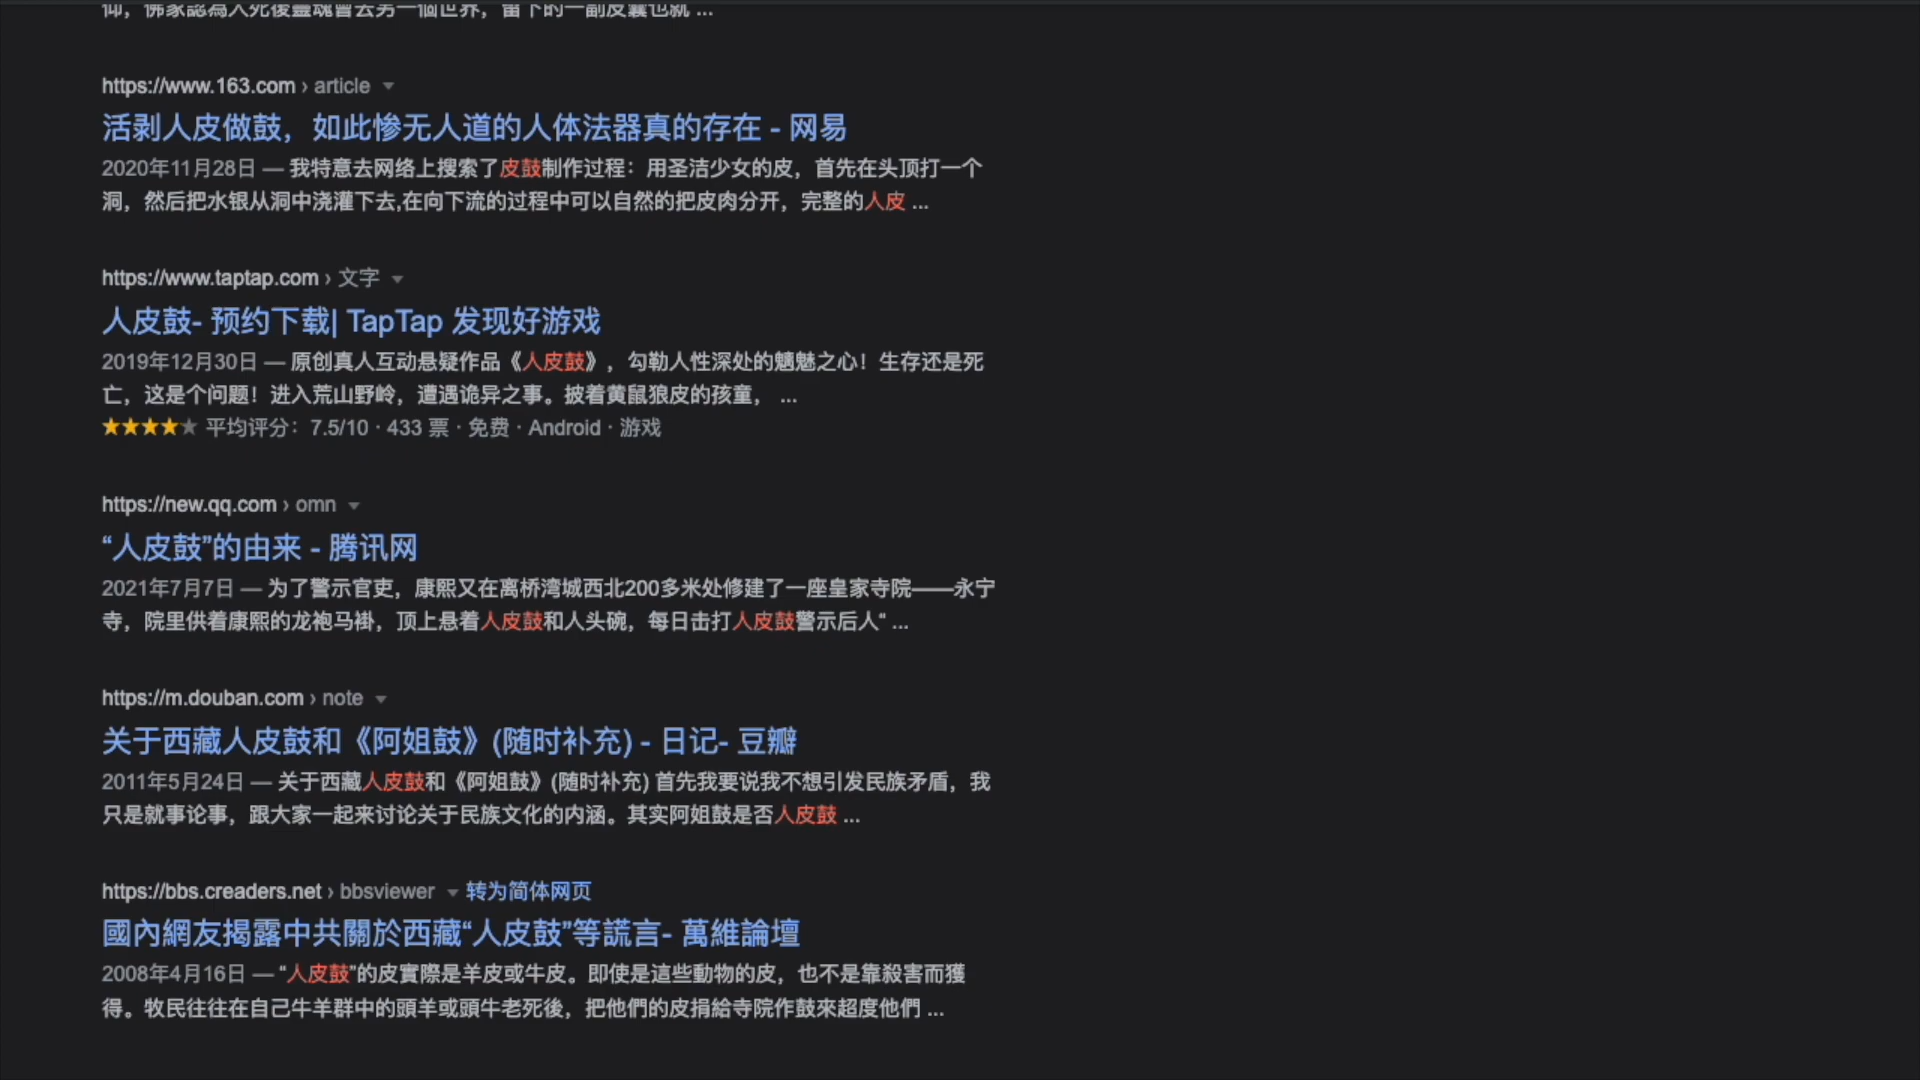 仰，佛家認為人死後靈魂會去另一個世界，留下的一副皮囊也就 ...
https://www.163.com › article
活剥人皮做鼓，如此惨无人道的人体法器真的存在 - 网易
2020年11月28日 — 我特意去网络上搜索了皮鼓制作过程：用圣洁少女的皮，首先在头顶打一个
洞，然后把水银从洞中浇灌下去,在向下流的过程中可以自然的把皮肉分开，完整的人皮 ...
https://www.taptap.com › 文字
人皮鼓- 预约下载| TapTap 发现好游戏
2019年12月30日 — 原创真人互动悬疑作品《人皮鼓》，勾勒人性深处的魑魅之心！生存还是死
亡，这是个问题！进入荒山野岭，遭遇诡异之事。披着黄鼠狼皮的孩童， ...
平均评分：7.5/10 · 433 票 · 免费 · Android · 游戏
https://new.qq.com › omn
“人皮鼓”的由来 - 腾讯网
2021年7月7日 — 为了警示官吏，康熙又在离桥湾城西北200多米处修建了一座皇家寺院——永宁
寺，院里供着康熙的龙袍马褂，顶上悬着人皮鼓和人头碗，每日击打人皮鼓警示后人“ ...
https://m.douban.com › note
关于西藏人皮鼓和《阿姐鼓》(随时补充) - 日记- 豆瓣
2011年5月24日 — 关于西藏人皮鼓和《阿姐鼓》(随时补充) 首先我要说我不想引发民族矛盾，我
只是就事论事，跟大家一起来讨论关于民族文化的内涵。其实阿姐鼓是否人皮鼓 ...
https://bbs.creaders.net › bbsviewer 转为简体网页
國內網友揭露中共關於西藏“人皮鼓”等謊言- 萬維論壇
2008年4月16日 — “人皮鼓”的皮實際是羊皮或牛皮。即使是這些動物的皮，也不是靠殺害而獲
得。牧民往往在自己牛羊群中的頭羊或頭牛老死後，把他們的皮捐給寺院作鼓來超度他們 ...